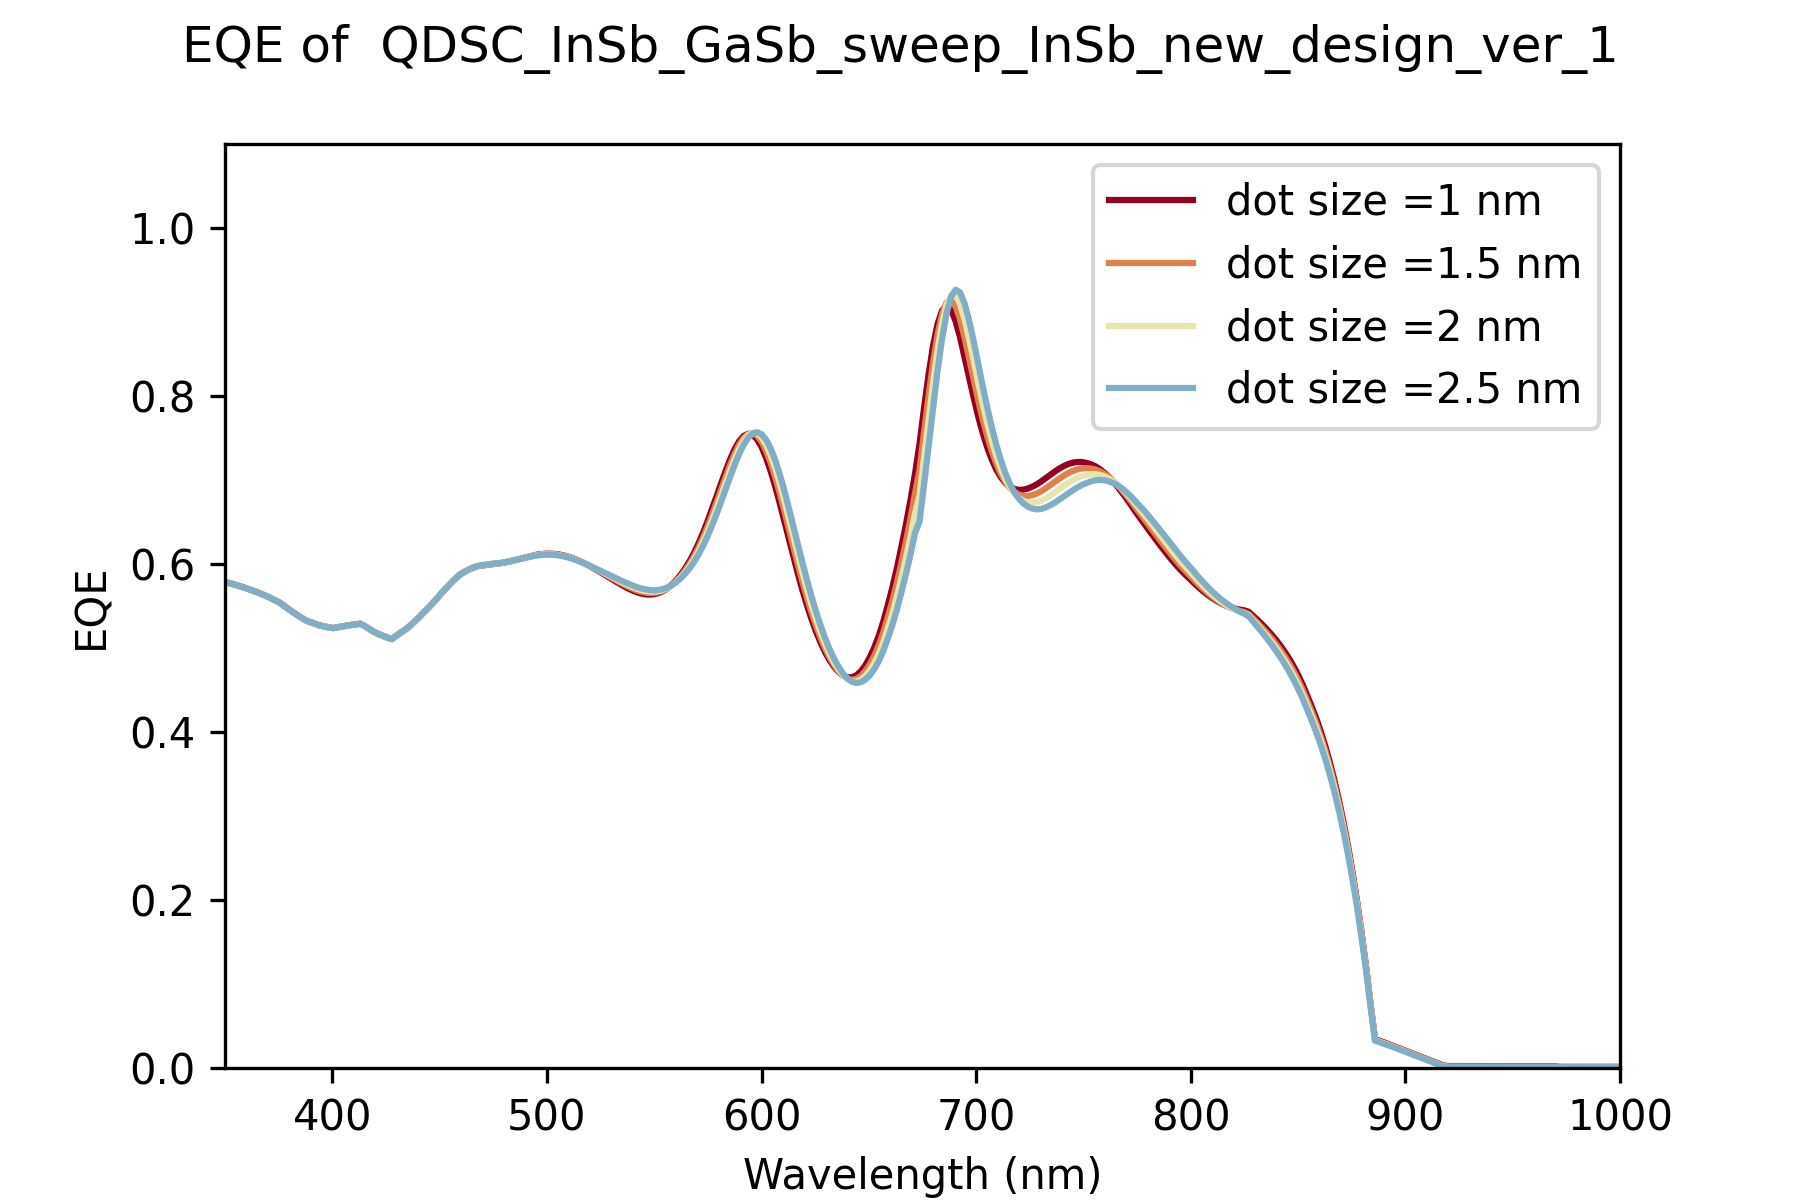 EQE of  QDSC_InSb_GaSb_sweep_InSb_new_design_ver_1
dot size =1 nm
dot size =1.5 nm
dot size =2 nm
dot size =2.5 nm
1.0
0.8
0.6
0.4
0.2
0.0
EQE
400 500 600 700 800 900 1000
Wavelength (nm)